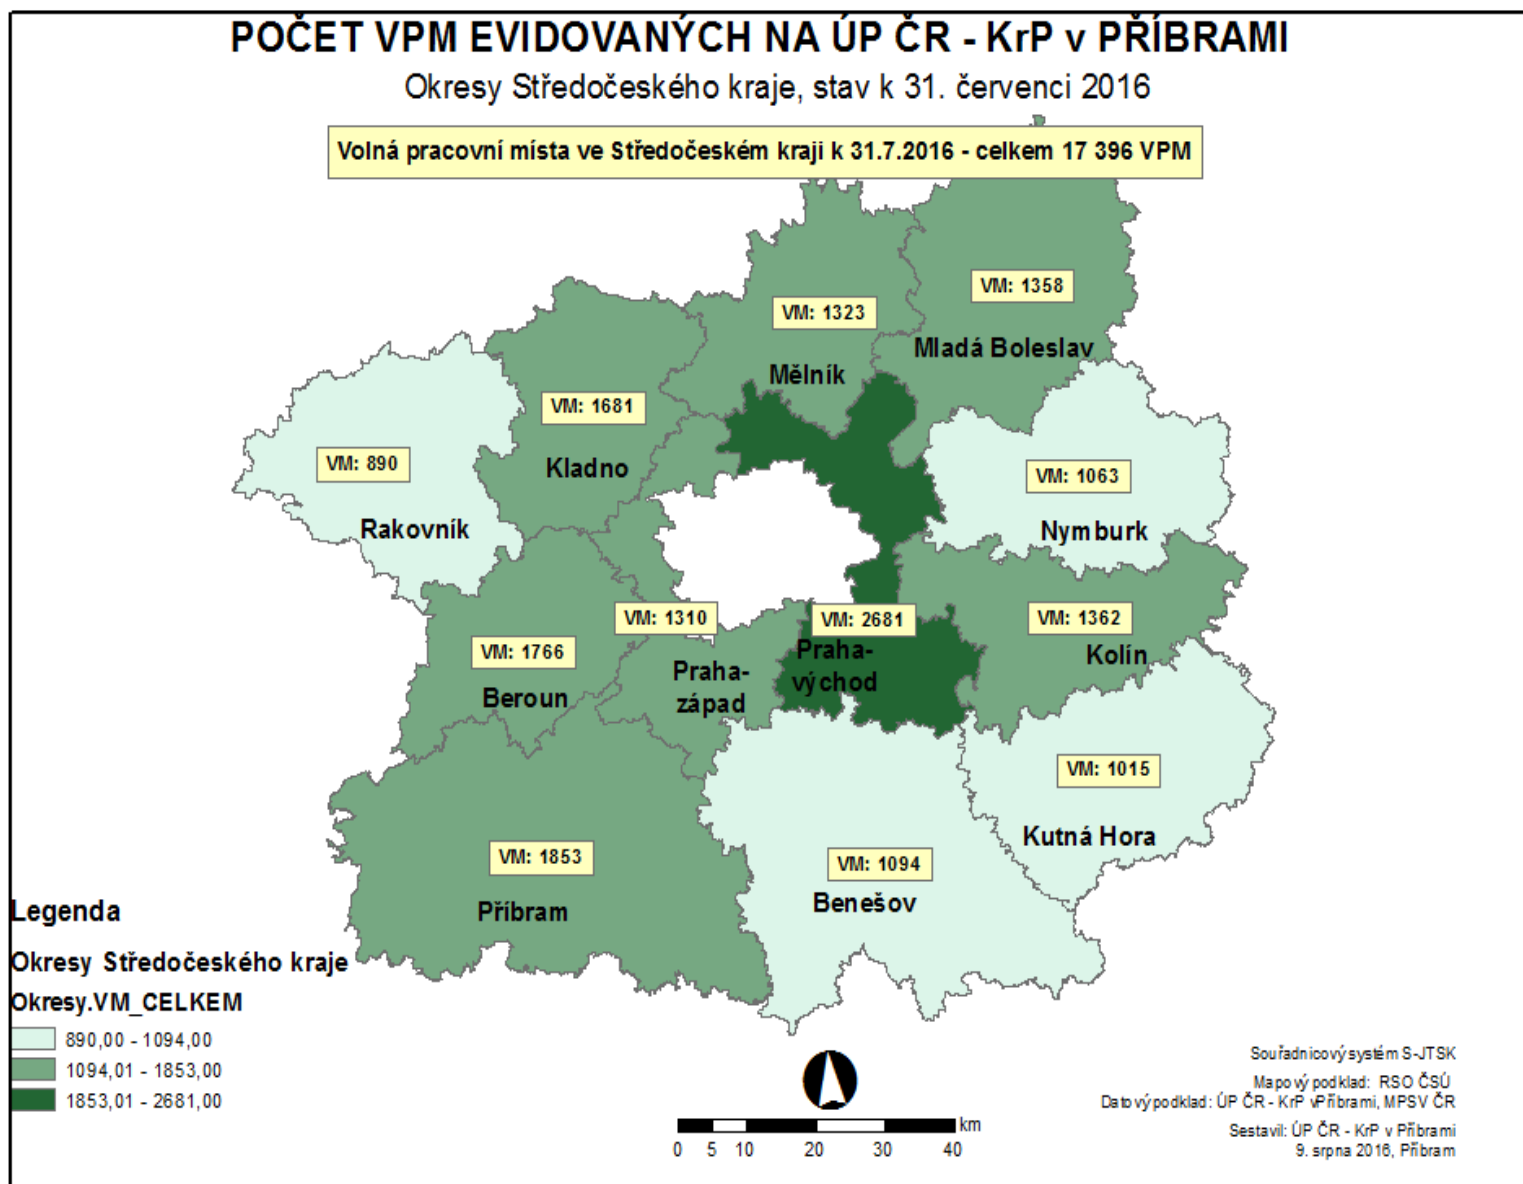 POČET VPM EVIDOVANÝCH NA ÚP ČR - KrP v PŘÍBRAMI
Okresy Středočeského kraje, stav k 31. červenci 2016
Volná pracovní místa ve Středočeském kraji k 31.7.2016 - celkem 17 396 VPM
VM: 1358
Mladá Boleslav
VM: 1323
Mělník
VM: 1681
Kladno
VM: 890
Rakovník
VM: 1063
Nymburk
VM: 1310
Praha-
západ
VM: 2681
Praha-
východ
VM: 1362
Kolín
VM: 1766
Beroun
VM: 1015
Kutná Hora
VM: 1853
Příbram
VM: 1094
Benešov
Legenda
Okresy Středočeského kraje
Okresy.VM_CELKEM
890,00 - 1094,00
1094,01 - 1853,00
1853,01 - 2681,00
km
0 5 10 20 30 40
Souřadnicový systém S-JTSK
Mapový podklad: RSO ČSÚ
Datový podklad: ÚP ČR - KrP vPříbrami, MPSV ČR
Sestavil: ÚP ČR - KrP v Příbrami
9. srpna 2016, Příbram